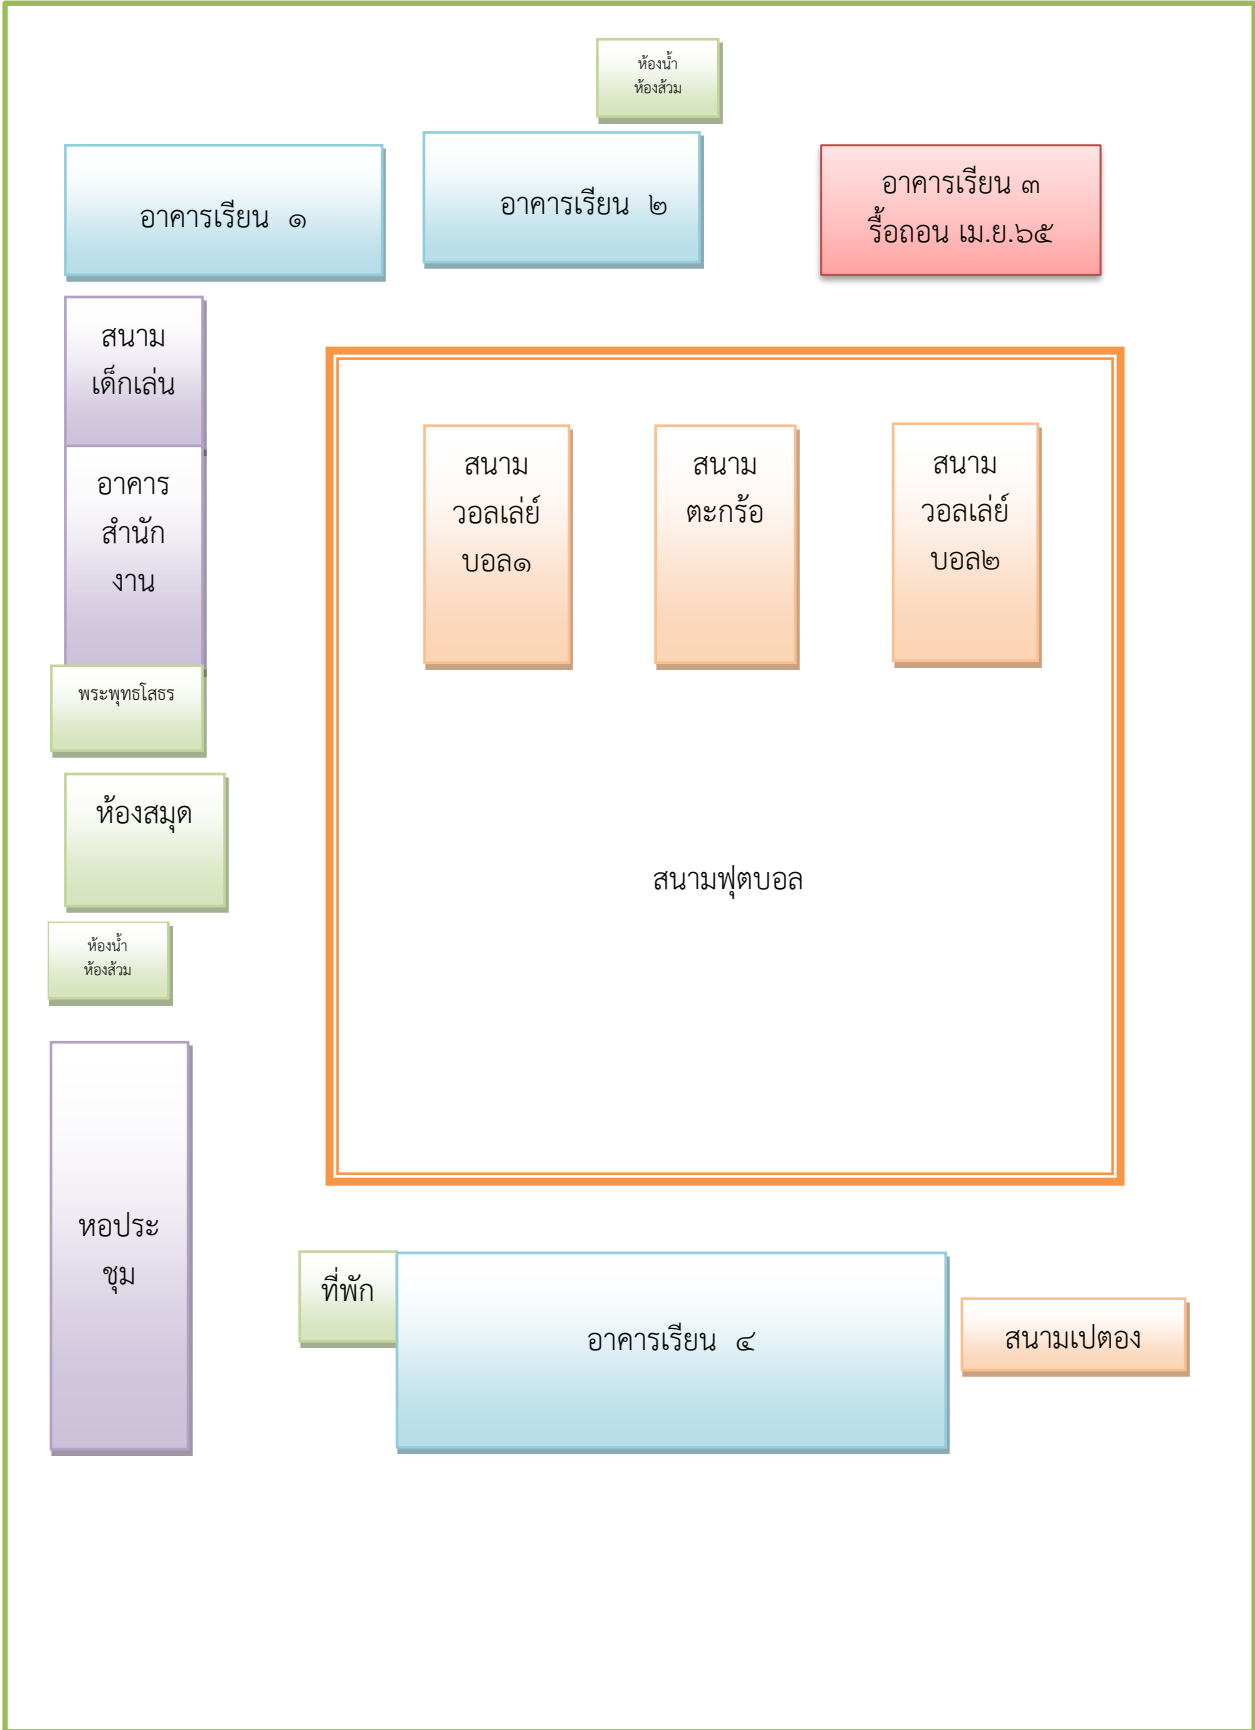 ห้องน้ำ
ห้องส้วม
อาคารเรียน ๑
อาคารเรียน ๒
อาคารเรียน ๓
รื้อถอน เม.ย.๖๕
สนาม
เด็กเล่น
สนาม
วอลเล่ย์
บอล๑
สนาม
ตะกร้อ
สนาม
วอลเล่ย์
บอล๒
อาคาร
สำนัก
งาน
พระพุทธโสธร
ห้องสมุด
สนามฟุตบอล
ห้องน้ำ
ห้องส้วม
หอประ
ชุม
ที่พัก
อาคารเรียน ๔
สนามเปตอง